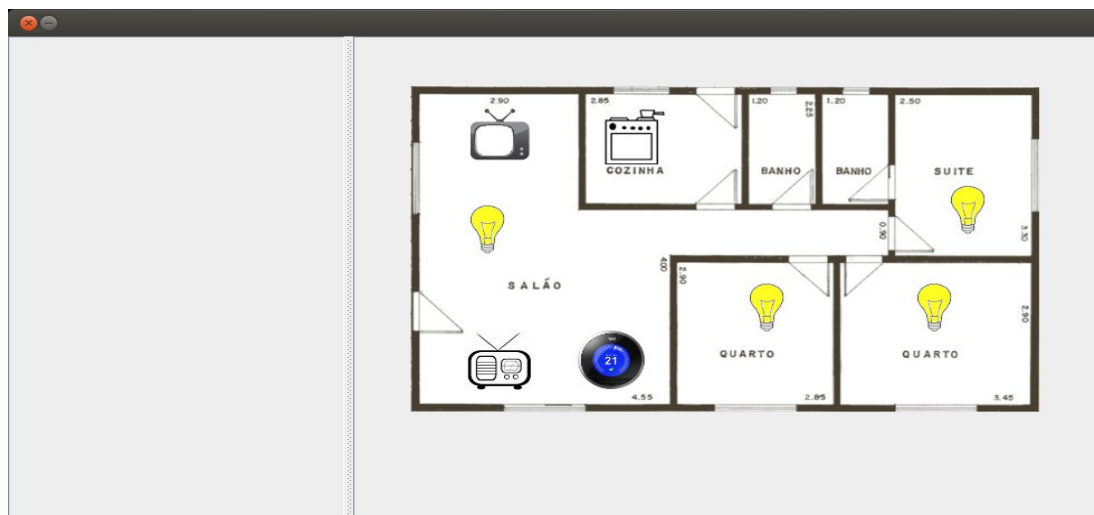 2.90
2.85
1.20
2.25
1.20
2.50
COZINHA
BANHO
BANHO
SUITE
0.90
3.30
4.00
2.90
SALÃO
2.90
21
QUARTO
QUARTO
4.55
2.85
3.45